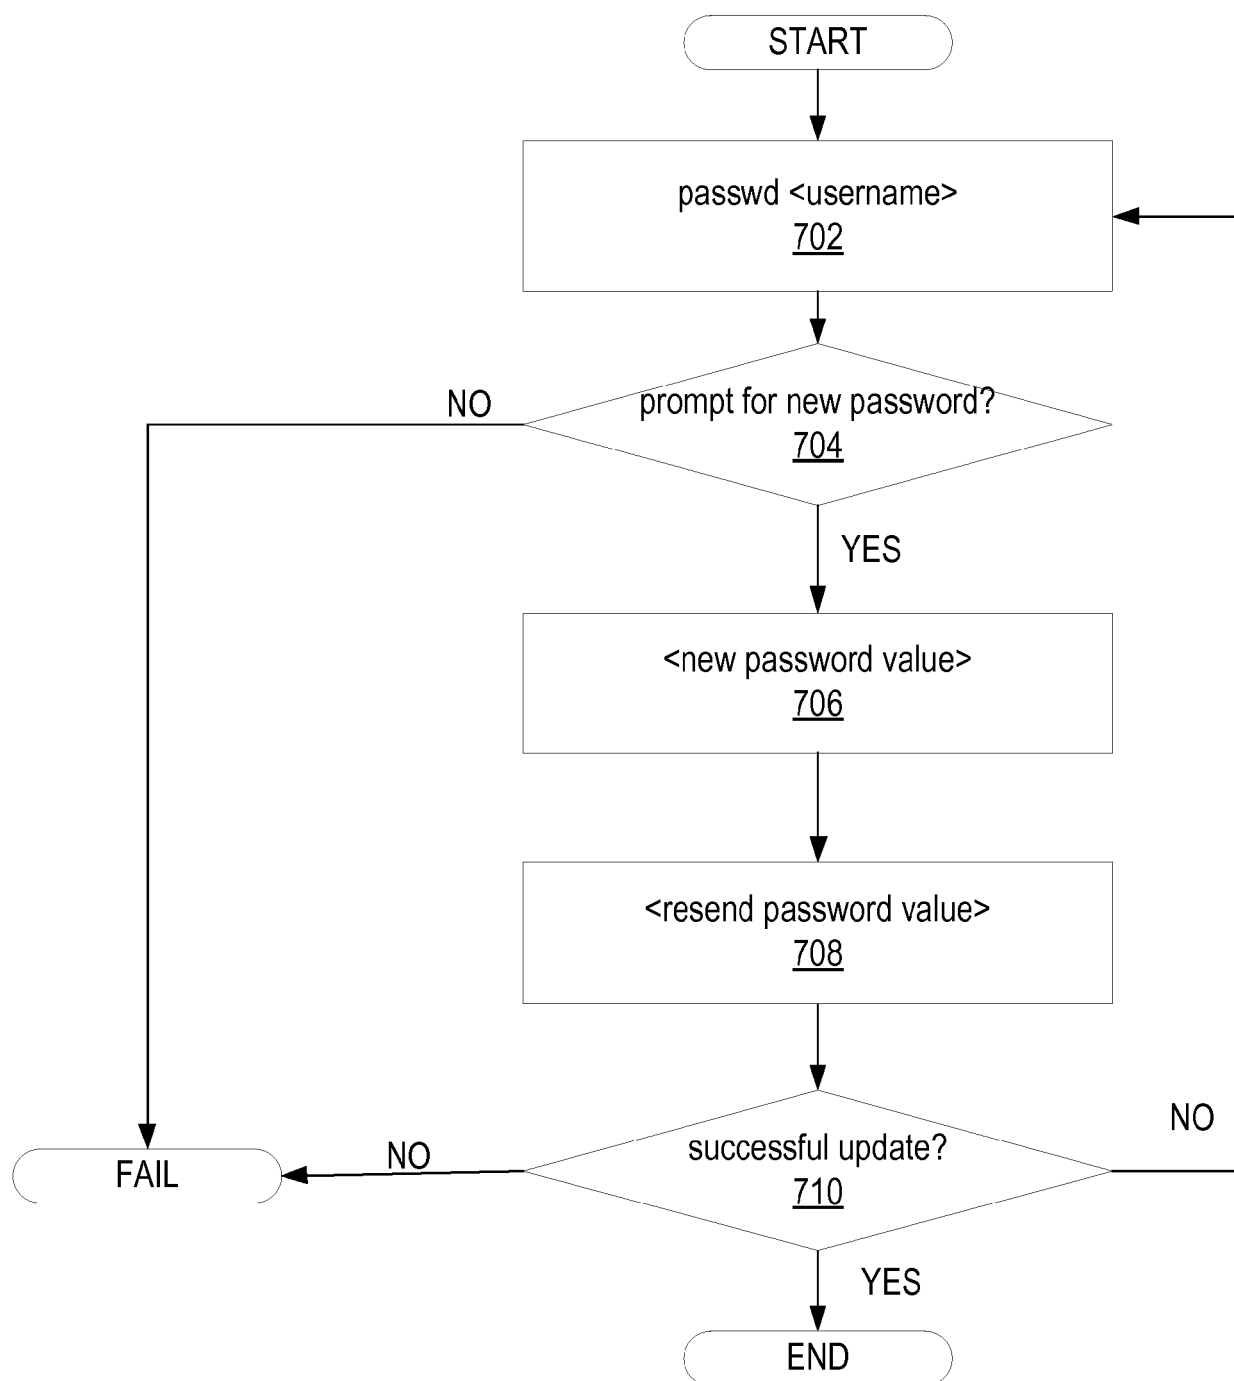 START
passwd <username>
702
prompt for new password?
704
NO
YES
<new password value>
706
<resend password value>
708
successful update?
710
NO
NO
FAIL
YES
END